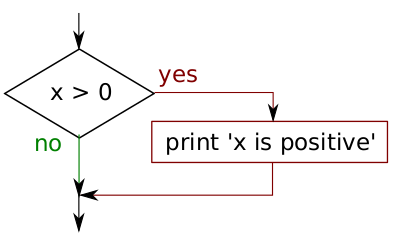 yes
x > 0
no
print 'x is positive'